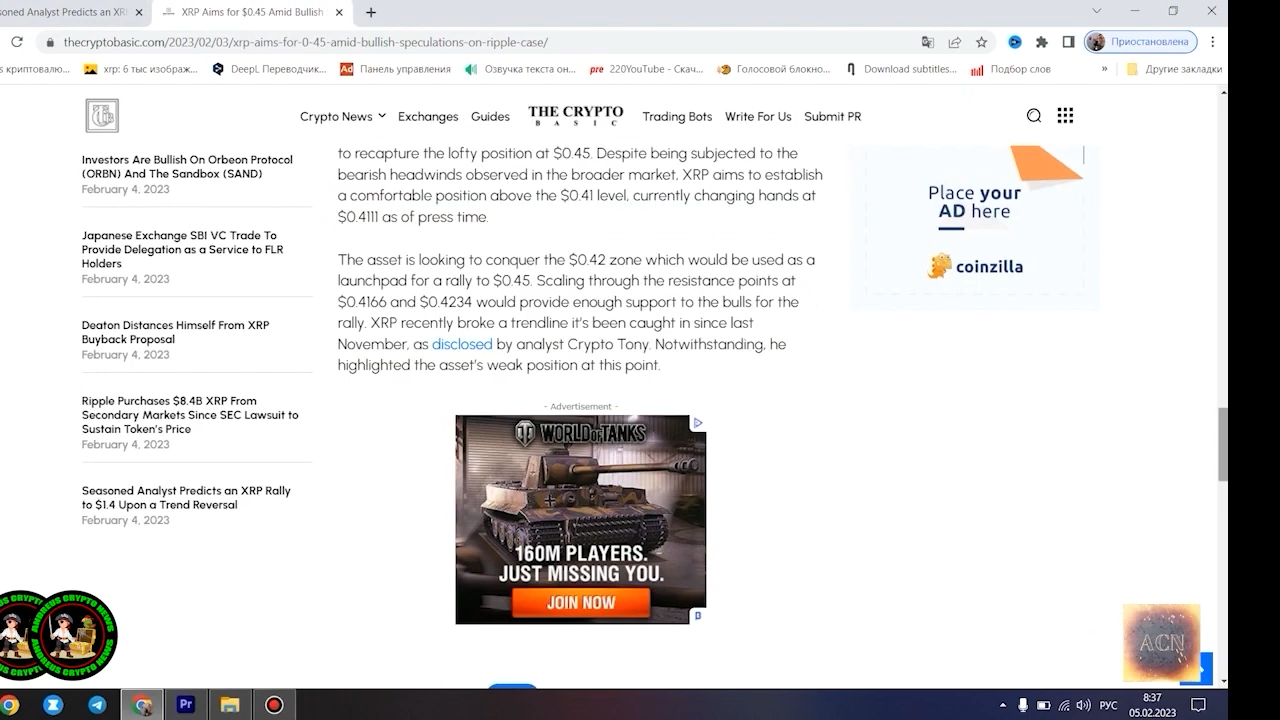 soned Analyst Predicts an XR
XRP Aims for $0.45 Amid Bullish
thecryptobasic.com/2023/02/03/xrp-aims-for-0-45-amid-bullish-speculations-on-ripple-case/
Приостановлена
s криптовалю...
xrp: 6 тыс изображ...
DeepL Переводчик...
Панель управления
Озвучка текста он...
220YouTube - Скач...
Голосовой блокно...
Download subtitles...
Подбор слов
»
Другие закладки
Crypto News
Exchanges
Guides
THE CRYPTO
BASIC
Trading Bots
Write For Us
Submit PR
Investors Are Bullish On Orbeon Protocol
(ORBN) And The Sandbox (SAND)
February 4, 2023
Japanese Exchange SBI VC Trade To
Provide Delegation as a Service to FLR
Holders
February 4, 2023
Deaton Distances Himself From XRP
Buyback Proposal
February 4, 2023
Ripple Purchases $8.4B XRP From
Secondary Markets Since SEC Lawsuit to
Sustain Token's Price
February 4, 2023
Seasoned Analyst Predicts an XRP Rally
to $1.4 Upon a Trend Reversal
February 4, 2023
to recapture the lofty position at $0.45. Despite being subjected to the
bearish headwinds observed in the broader market, XRP aims to establish
a comfortable position above the $0.41 level, currently changing hands at
$0.4111 as of press time.
The asset is looking to conquer the $0.42 zone which would be used as a
launchpad for a rally to $0.45. Scaling through the resistance points at
$0.4166 and $0.4234 would provide enough support to the bulls for the
rally. XRP recently broke a trendline it's been caught in since last
November, as disclosed by analyst Crypto Tony. Notwithstanding, he
highlighted the asset's weak position at this point.
- Advertisement -
WORLD OF TANKS
160M PLAYERS.
JUST MISSING YOU.
JOIN NOW
Place your
AD here
coinzilla
ANDREUS CRYPTO NEWS
ACN
Pr
РУС
8:37
05.02.2023